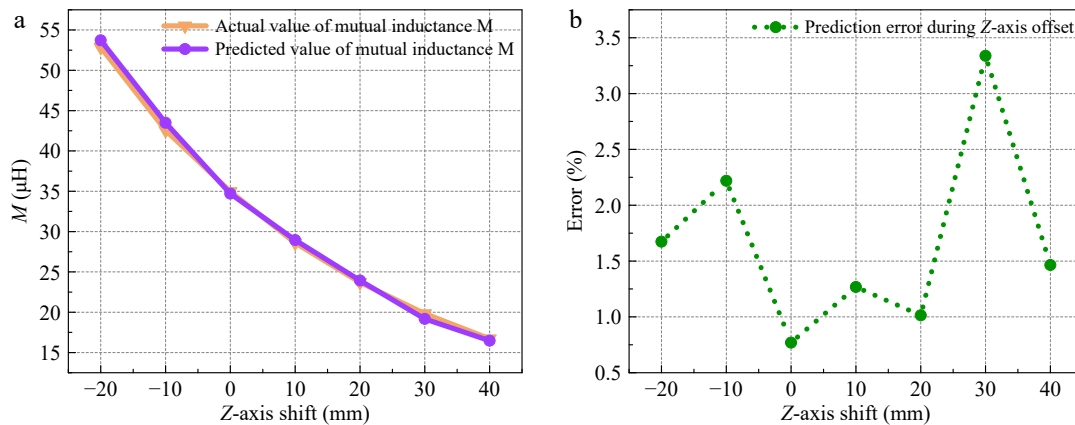 a
Actual value of mutual inductance M
Predicted value of mutual inductance M
55
50
45
40
35
30
25
20
15
M (μH)
−20 −10 0 10 20 30 40
Z-axis shift (mm)
b
Prediction error during Z-axis offset
3.5
3.0
2.5
2.0
1.5
1.0
0.5
Error (%)
−20 −10 0 10 20 30 40
Z-axis shift (mm)